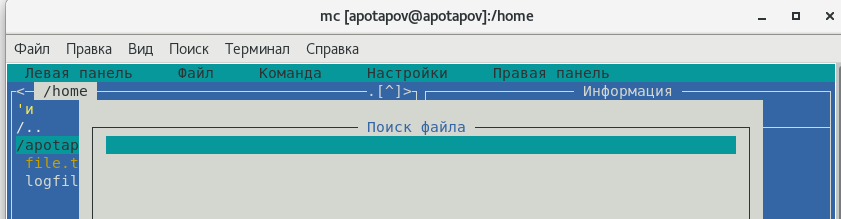 mc [apotapov@apotapov]:/home
Файл Правка Вид Поиск Терминал Справка
Левая панель Файл Команда Настройки Правая панель
<- /home .[^]> Информация
'и
/..
Поиск файла
/apotap
file.t
logfil